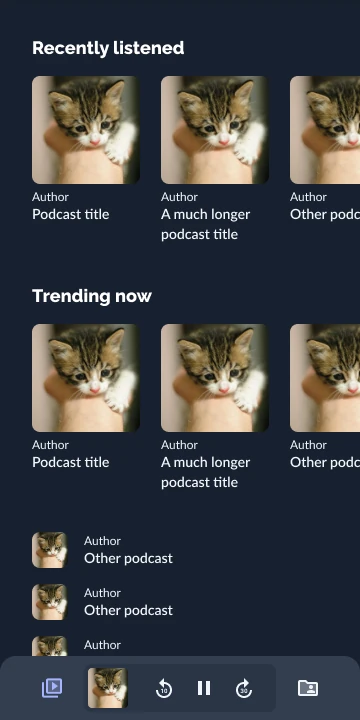 Recently listened
Author
Podcast title
Author
A much longer
podcast title
Author
Other podc
Trending now
Author
Podcast title
Author
A much longer
podcast title
Author
Other podc
Author
Other podcast
Author
Other podcast
Author
10
30